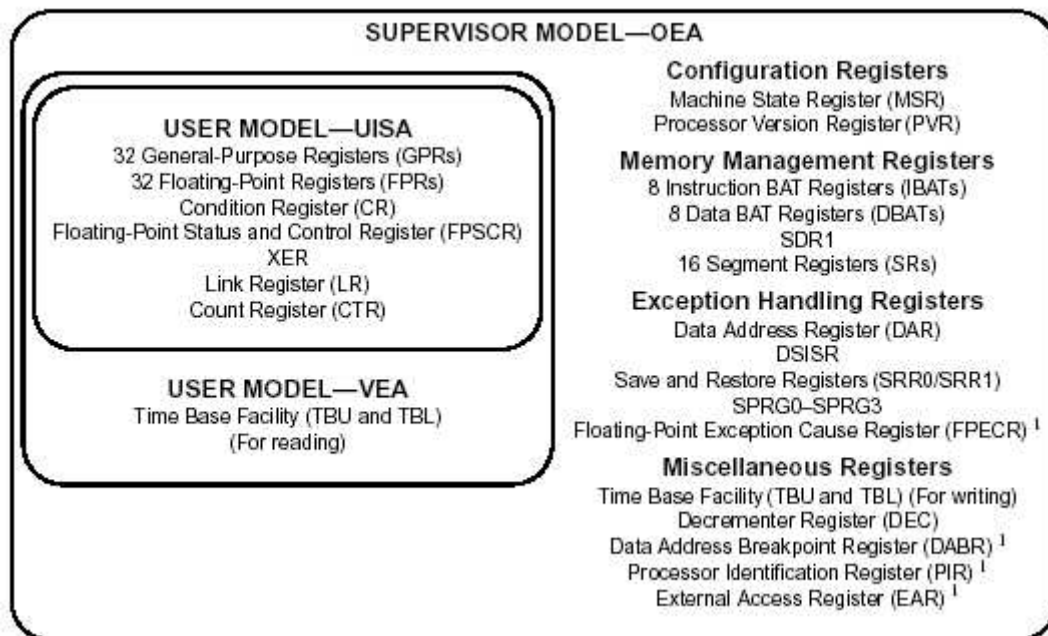 SUPERVISOR MODEL—OEA
USER MODEL—UISA
32 General-Purpose Registers (GPRs)
32 Floating-Point Registers (FPRs)
Condition Register (CR)
Floating-Point Status and Control Register (FPSCR)
XER
Link Register (LR)
Count Register (CTR)
USER MODEL—VEA
Time Base Facility (TBU and TBL)
(For reading)
Configuration Registers
Machine State Register (MSR)
Processor Version Register (PVR)
Memory Management Registers
8 Instruction BAT Registers (IBATs)
8 Data BAT Registers (DBATs)
SDR1
16 Segment Registers (SRs)
Exception Handling Registers
Data Address Register (DAR)
DSISR
Save and Restore Registers (SRR0/SRR1)
SPRG0–SPRG3
Floating-Point Exception Cause Register (FPECR) 1
Miscellaneous Registers
Time Base Facility (TBU and TBL) (For writing)
Decrementer Register (DEC)
Data Address Breakpoint Register (DABR) 1
Processor Identification Register (PIR) 1
External Access Register (EAR) 1